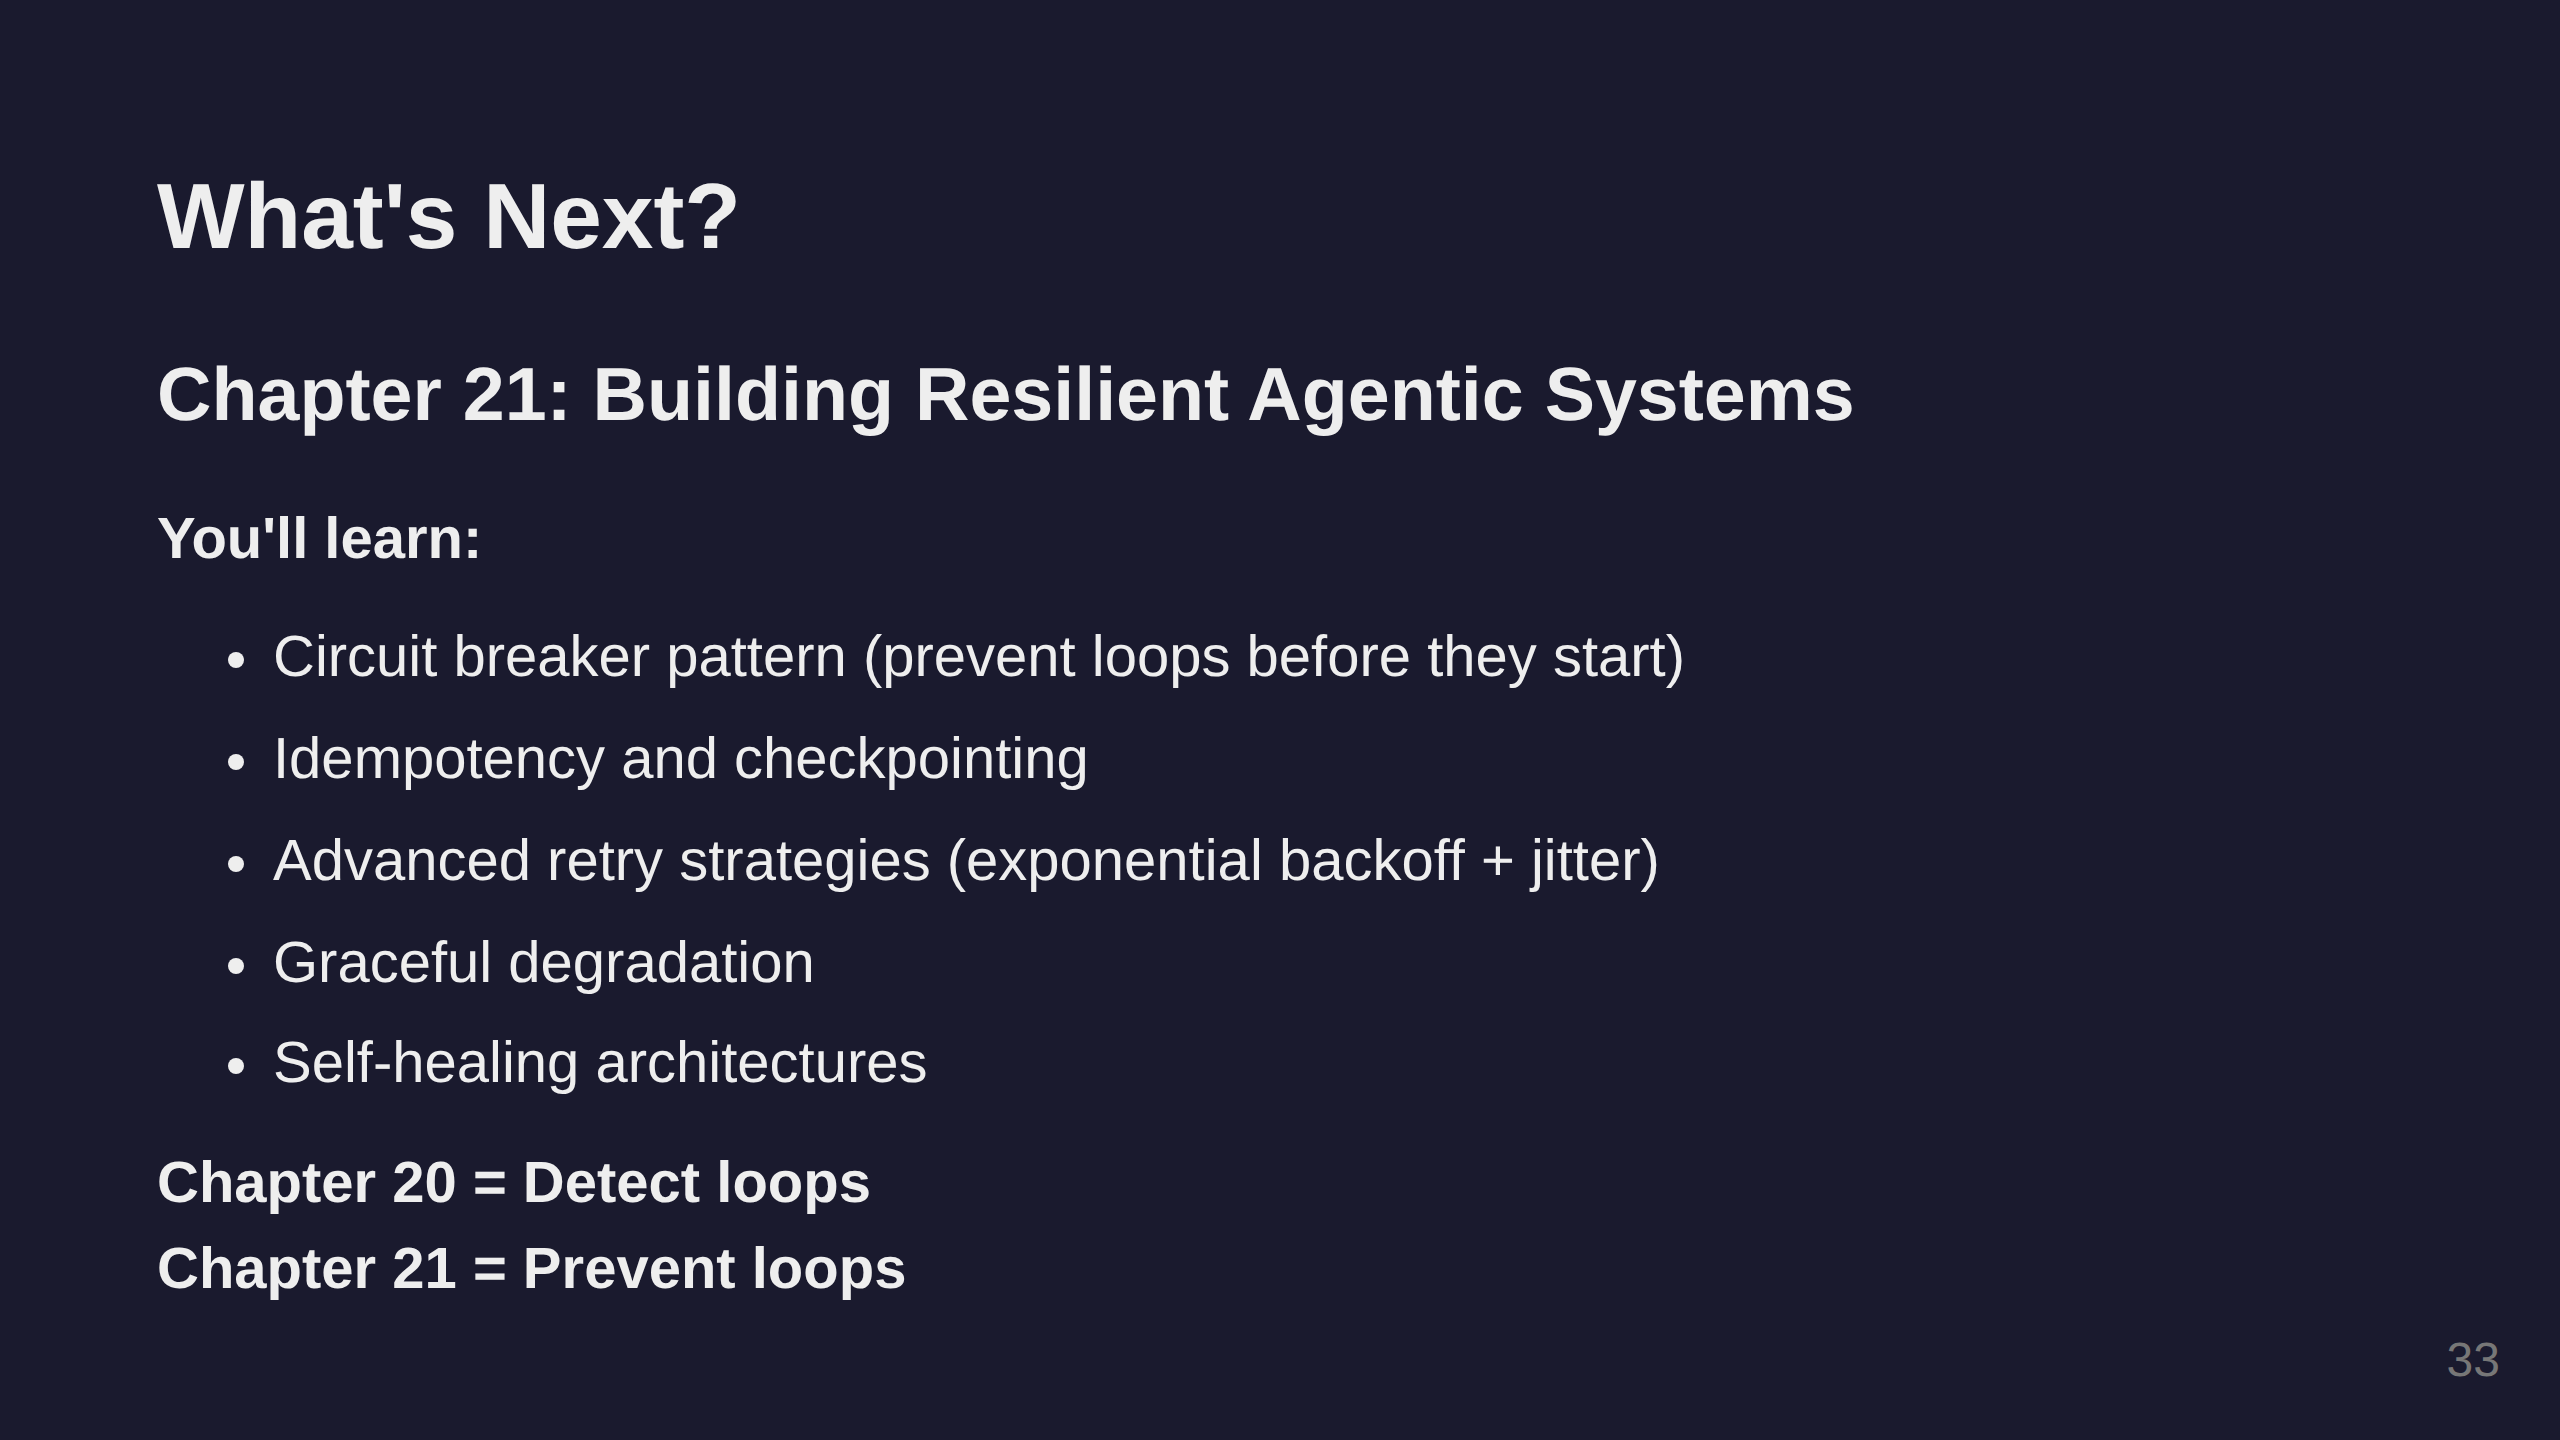 What's Next?
Chapter 21: Building Resilient Agentic Systems
You'll learn:
• Circuit breaker pattern (prevent loops before they start)
• Idempotency and checkpointing
• Advanced retry strategies (exponential backoff + jitter)
• Graceful degradation
• Self-healing architectures
Chapter 20 = Detect loops
Chapter 21 = Prevent loops
33